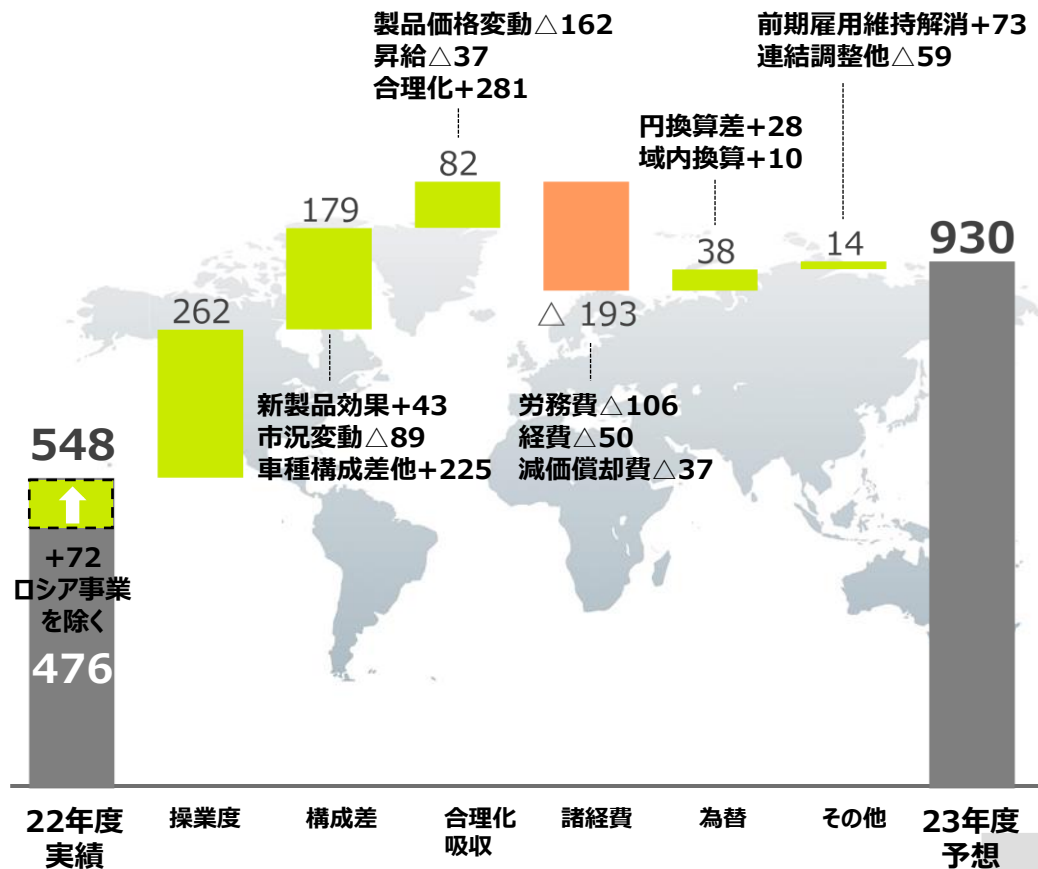 製品価格変動△162
昇給△37
合理化+281
前期雇用維持解消+73
連結調整他△59
円換算差+28
域内換算+10
82
179
38
14
930
262
△ 193
新製品効果+43
市況変動△89
車種構成差他+225
労務費△106
経費△50
減価償却費△37
548
+72
ロシア事業
を除く
476
22年度
実績
操業度
構成差
合理化
吸収
諸経費
為替
その他
23年度
予想